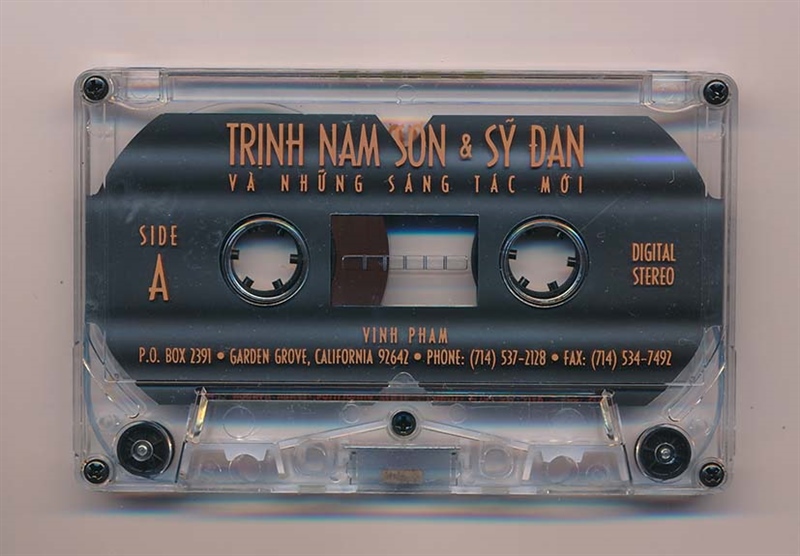 TRỊNH NAM SƠN & SỸ ĐAN
VÀ NHỮNG SÁNG TÁC MỚI
SIDE
A
DIGITAL
STEREO
VINH PHAM
P.O. BOX 2391 • GARDEN GROVE, CALIFORNIA 92642 • PHONE: (714) 537-2128 • FAX: (714) 534-7492